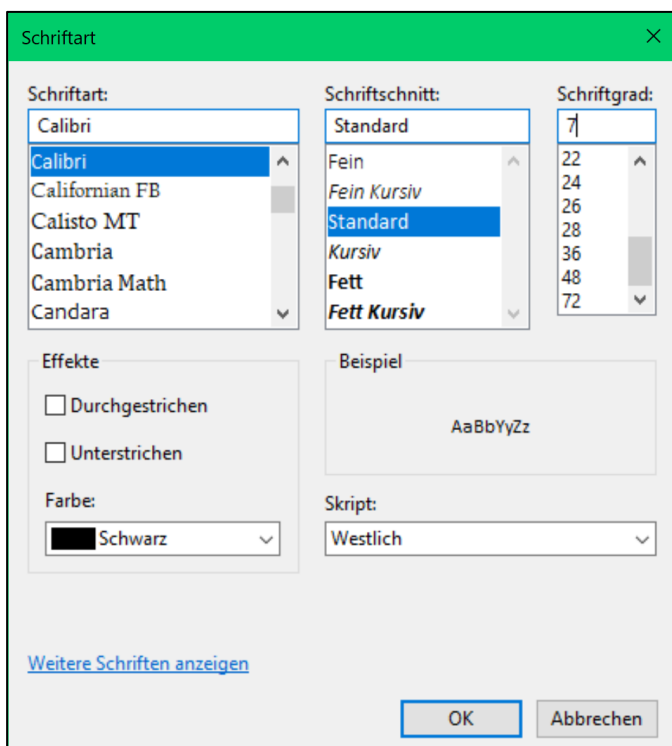 Schriftart
Schriftart:
Calibri
Calibri
Californian FB
Calisto MT
Cambria
Cambria Math
Candara
Schriftschnitt:
Standard
Fein
Fein Kursiv
Standard
Kursiv
Fett
Fett Kursiv
Schriftgrad:
7
22
24
26
28
36
48
72
Effekte
Durchgestrichen
Unterstrichen
Farbe:
Schwarz
Beispiel
AaBbYyZz
Skript:
Westlich
Weitere Schriften anzeigen
OK
Abbrechen